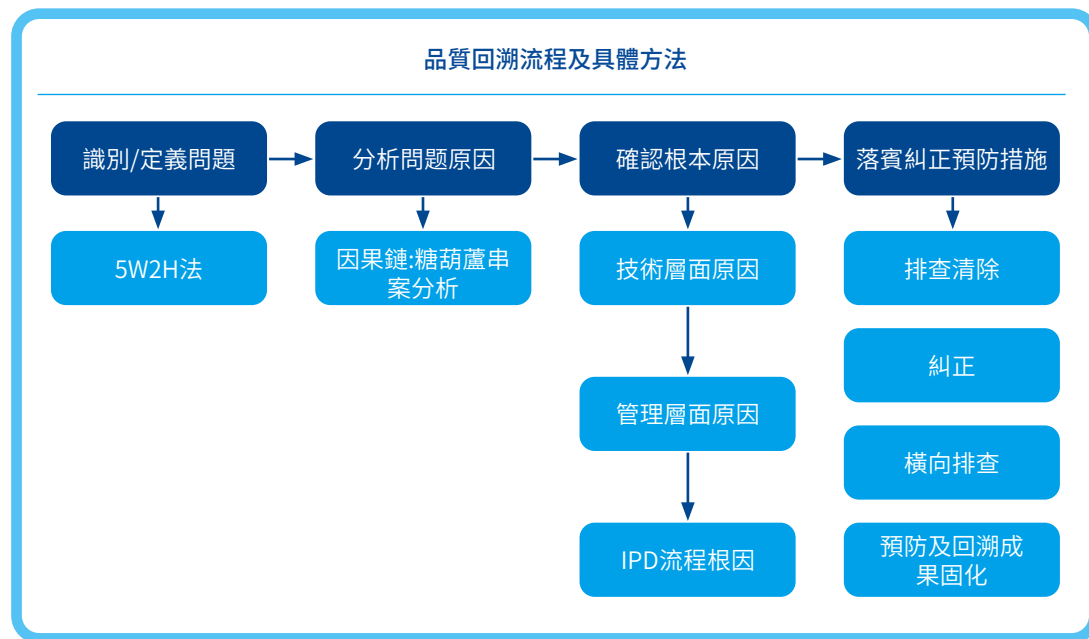 品質回溯流程及具體方法
識別/定義問題
分析問题原因
確認根本原因
落賓糾正預防措施
5W2H法
因果鏈:糖葫蘆串
案分析
技術層面原因
管理層面原因
IPD流程根因
排查清除
糾正
橫向排查
預防及回溯成
果固化